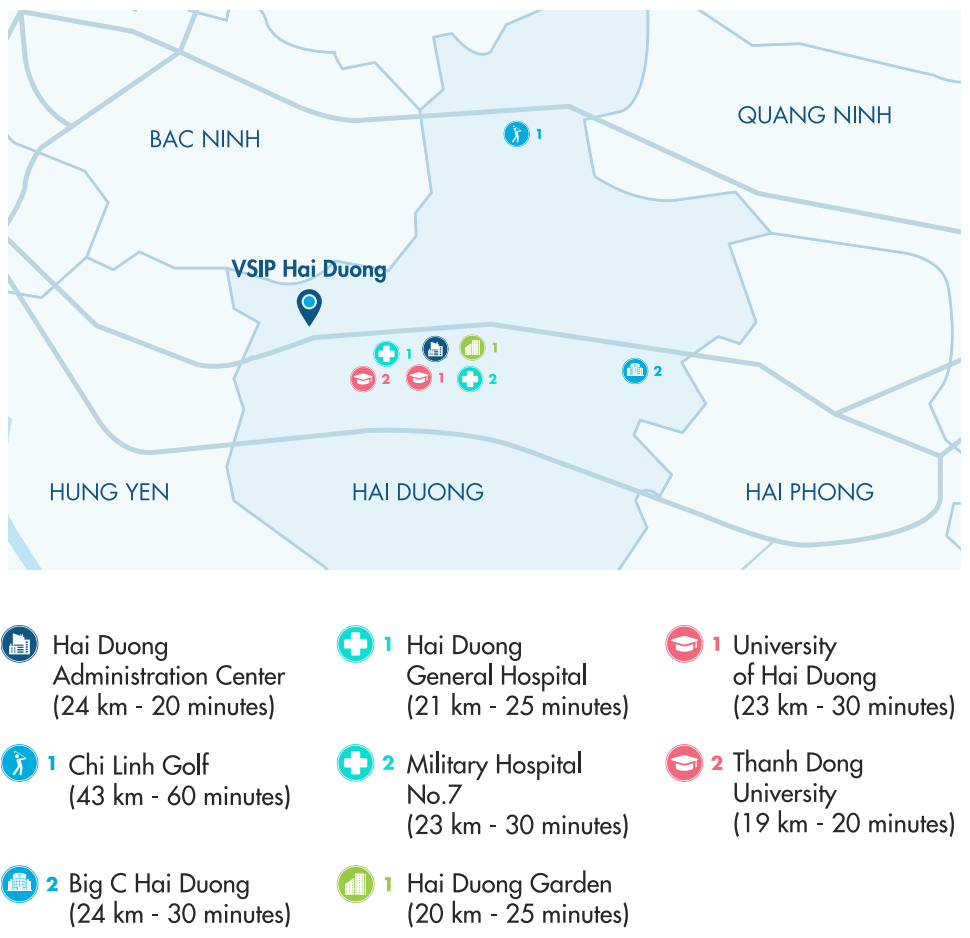 BAC NINH
QUANG NINH
1
VSIP Hai Duong
1
1
2
1
2
2
HUNG YEN
HAI DUONG
HAI PHONG
Hai Duong
Administration Center
(24 km - 20 minutes)
1 Chi Linh Golf
(43 km - 60 minutes)
2 Big C Hai Duong
(24 km - 30 minutes)
1 Hai Duong
General Hospital
(21 km - 25 minutes)
2 Military Hospital
No.7
(23 km - 30 minutes)
1 Hai Duong Garden
(20 km - 25 minutes)
1 University
of Hai Duong
(23 km - 30 minutes)
2 Thanh Dong
University
(19 km - 20 minutes)